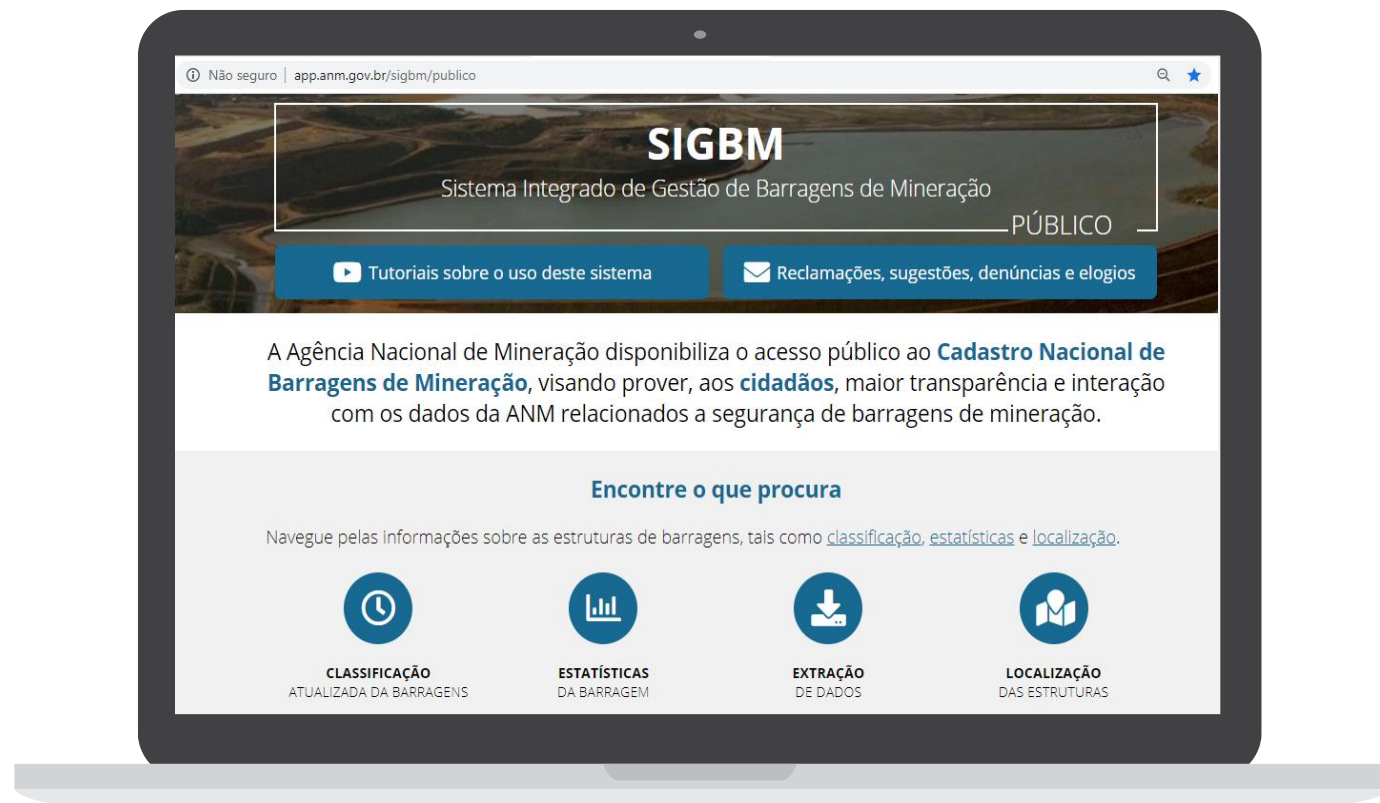 Não seguro | app.anm.gov.br/sigbm/publico
SIGBM
Sistema Integrado de Gestão de Barragens de Mineração
PÚBLICO
Tutoriais sobre o uso deste sistema
Reclamações, sugestões, denúncias e elogios
A Agência Nacional de Mineração disponibiliza o acesso público ao Cadastro Nacional de
Barragens de Mineração, visando prover, aos cidadãos, maior transparência e interação
com os dados da ANM relacionados a segurança de barragens de mineração.
Encontre o que procura
Navegue pelas informações sobre as estruturas de barragens, tais como classificação, estatísticas e localização.
CLASSIFICAÇÃO
ATUALIZADA DA BARRAGENS
ESTATÍSTICAS
DA BARRAGEM
EXTRAÇÃO
DE DADOS
LOCALIZAÇÃO
DAS ESTRUTURAS